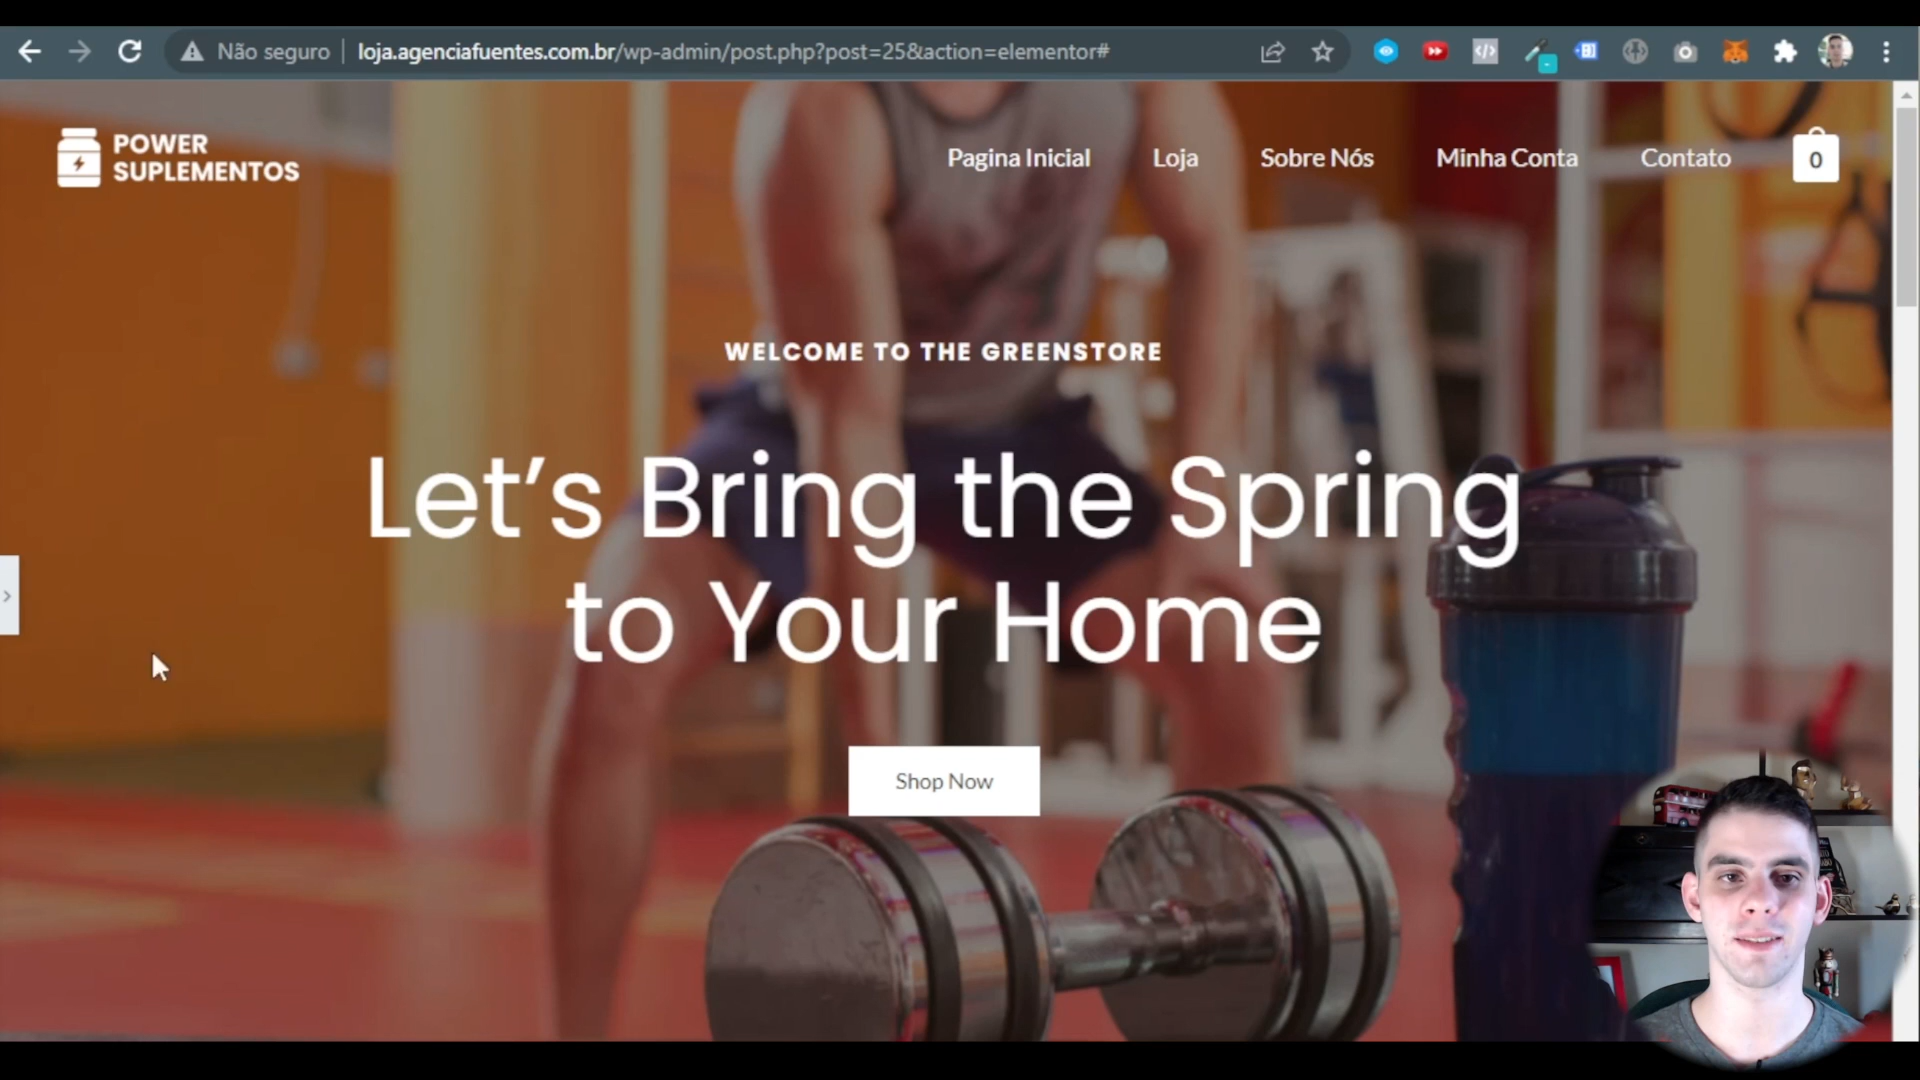 Não seguro
loja.agenciafuentes.com.br/wp-admin/post.php?post=25&action=elementor#
POWER
SUPLEMENTOS
Pagina Inicial
Loja
Sobre Nós
Minha Conta
Contato
0
WELCOME TO THE GREENSTORE
Let’s Bring the Spring
to Your Home
Shop Now